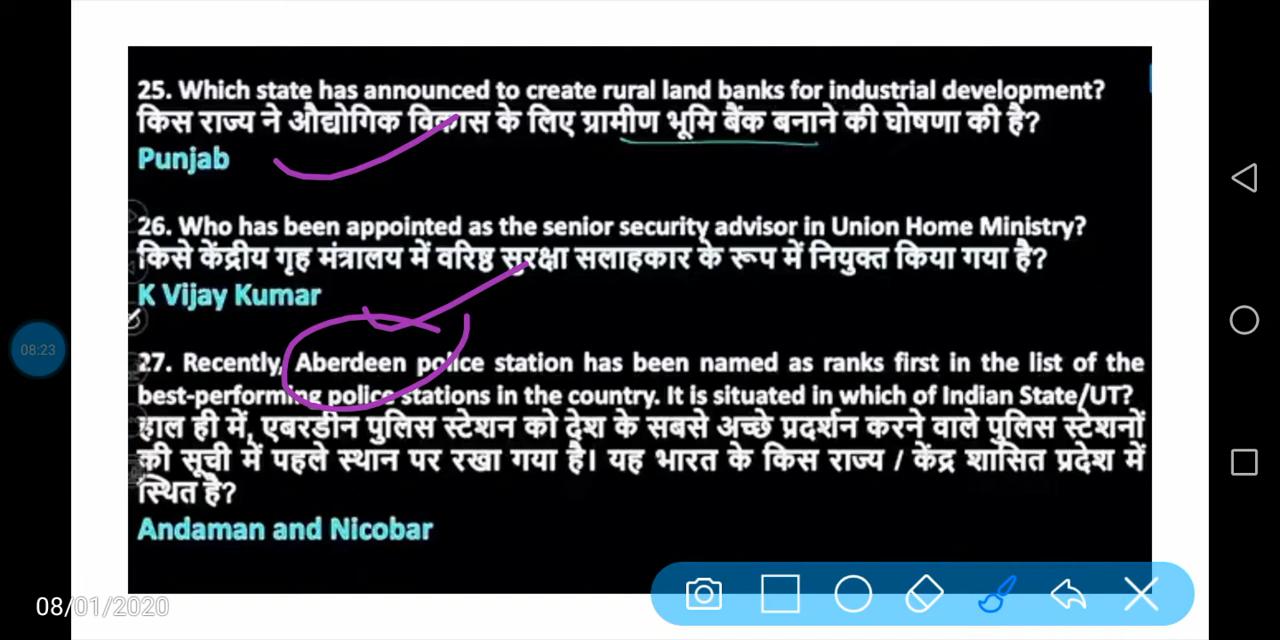 25. Which state has announced to create rural land banks for industrial development?
किस राज्य ने औद्योगिक विकास के लिए ग्रामीण भूमि बैंक बनाने की घोषणा की है?
Punjab
26. Who has been appointed as the senior security advisor in Union Home Ministry?
किसे केंद्रीय गृह मंत्रालय में वरिष्ठ सुरक्षा सलाहकार के रूप में नियुक्त किया गया है?
K Vijay Kumar
27. Recently, Aberdeen police station has been named as ranks first in the list of the
best-performing police stations in the country. It is situated in which of Indian State/UT?
हाल ही में, एबरडीन पुलिस स्टेशन को देश के सबसे अच्छे प्रदर्शन करने वाले पुलिस स्टेशनों
की सूची में पहले स्थान पर रखा गया है। यह भारत के किस राज्य / केंद्र शासित प्रदेश में
स्थित है?
Andaman and Nicobar
08:23
08/01/2020